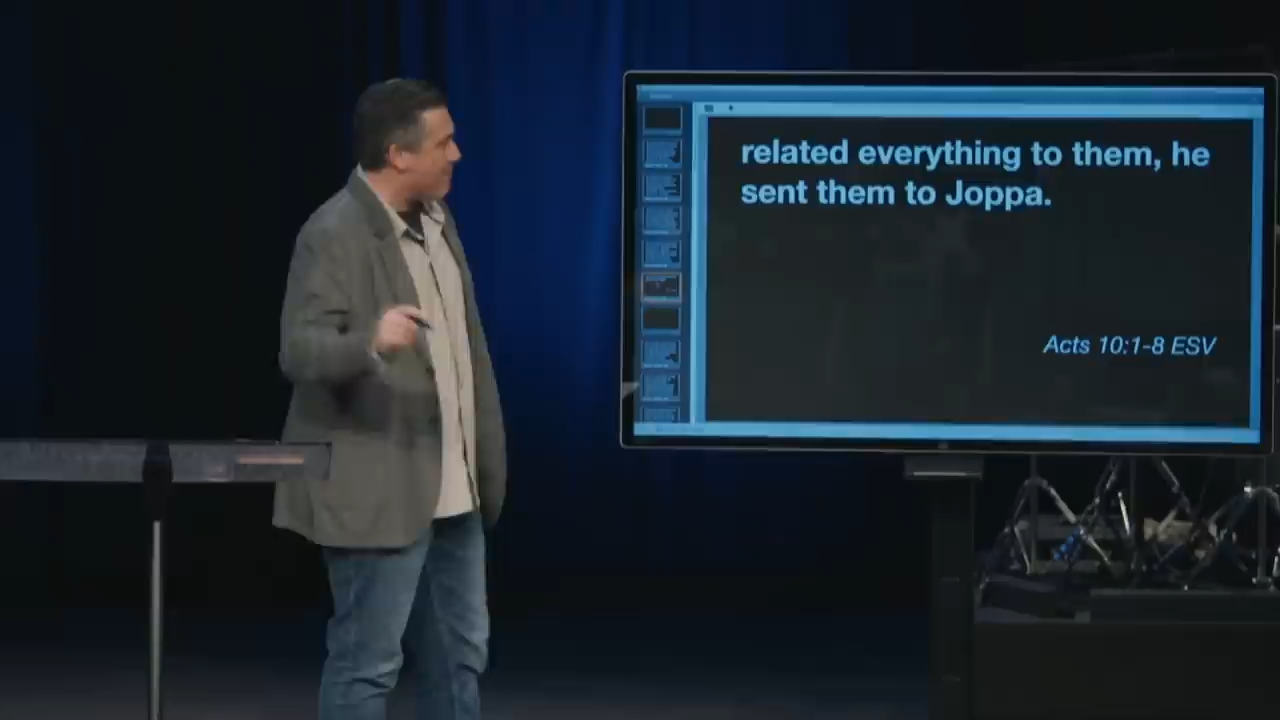 related everything to them, he
sent them to Joppa.
Acts 10:1-8 ESV